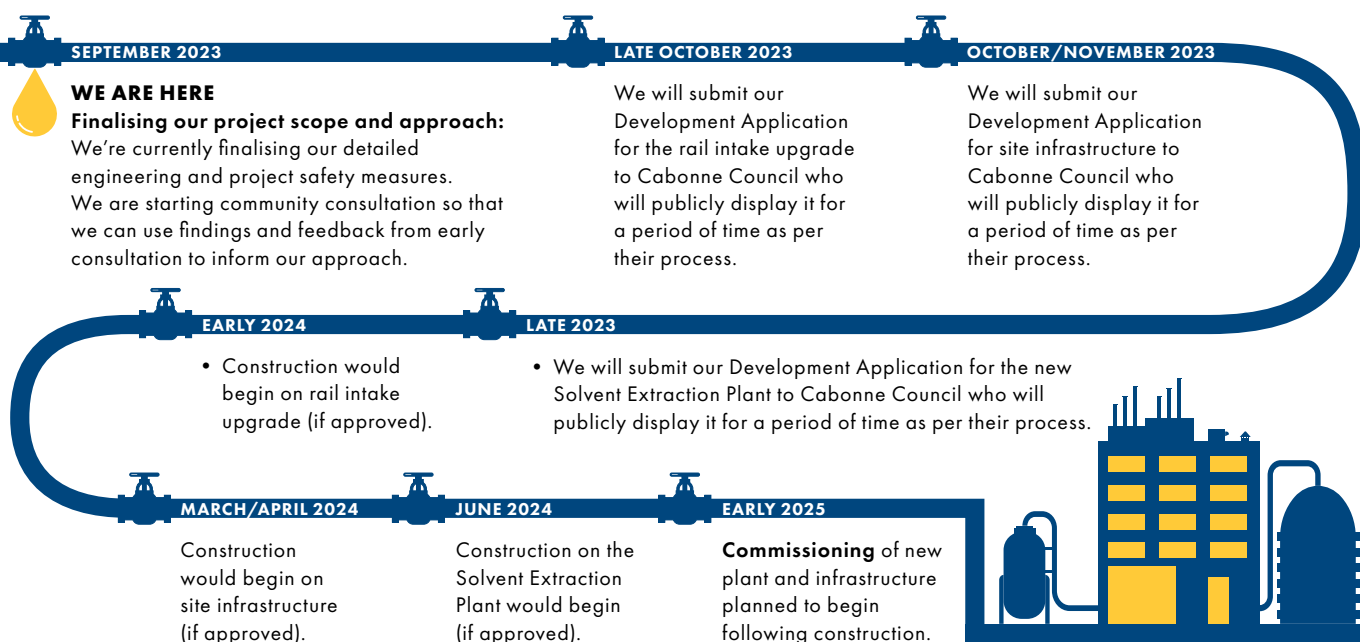 SEPTEMBER 2023
WE ARE HERE
Finalising our project scope and approach:
We're currently finalising our detailed
engineering and project safety measures.
We are starting community consultation so that
we can use findings and feedback from early
consultation to inform our approach.
LATE OCTOBER 2023
We will submit our
Development Application
for the rail intake upgrade
to Cabonne Council who
will publicly display it for
a period of time as per
their process.
OCTOBER/NOVEMBER 2023
We will submit our
Development Application
for site infrastructure to
Cabonne Council who
will publicly display it for
a period of time as per
their process.
LATE 2023
• We will submit our Development Application for the new
Solvent Extraction Plant to Cabonne Council who will
publicly display it for a period of time as per their process.
EARLY 2024
• Construction would
begin on rail intake
upgrade (if approved).
MARCH/APRIL 2024
Construction
would begin on
site infrastructure
(if approved).
JUNE 2024
Construction on the
Solvent Extraction
Plant would begin
(if approved).
EARLY 2025
Commissioning of new
plant and infrastructure
planned to begin
following construction.